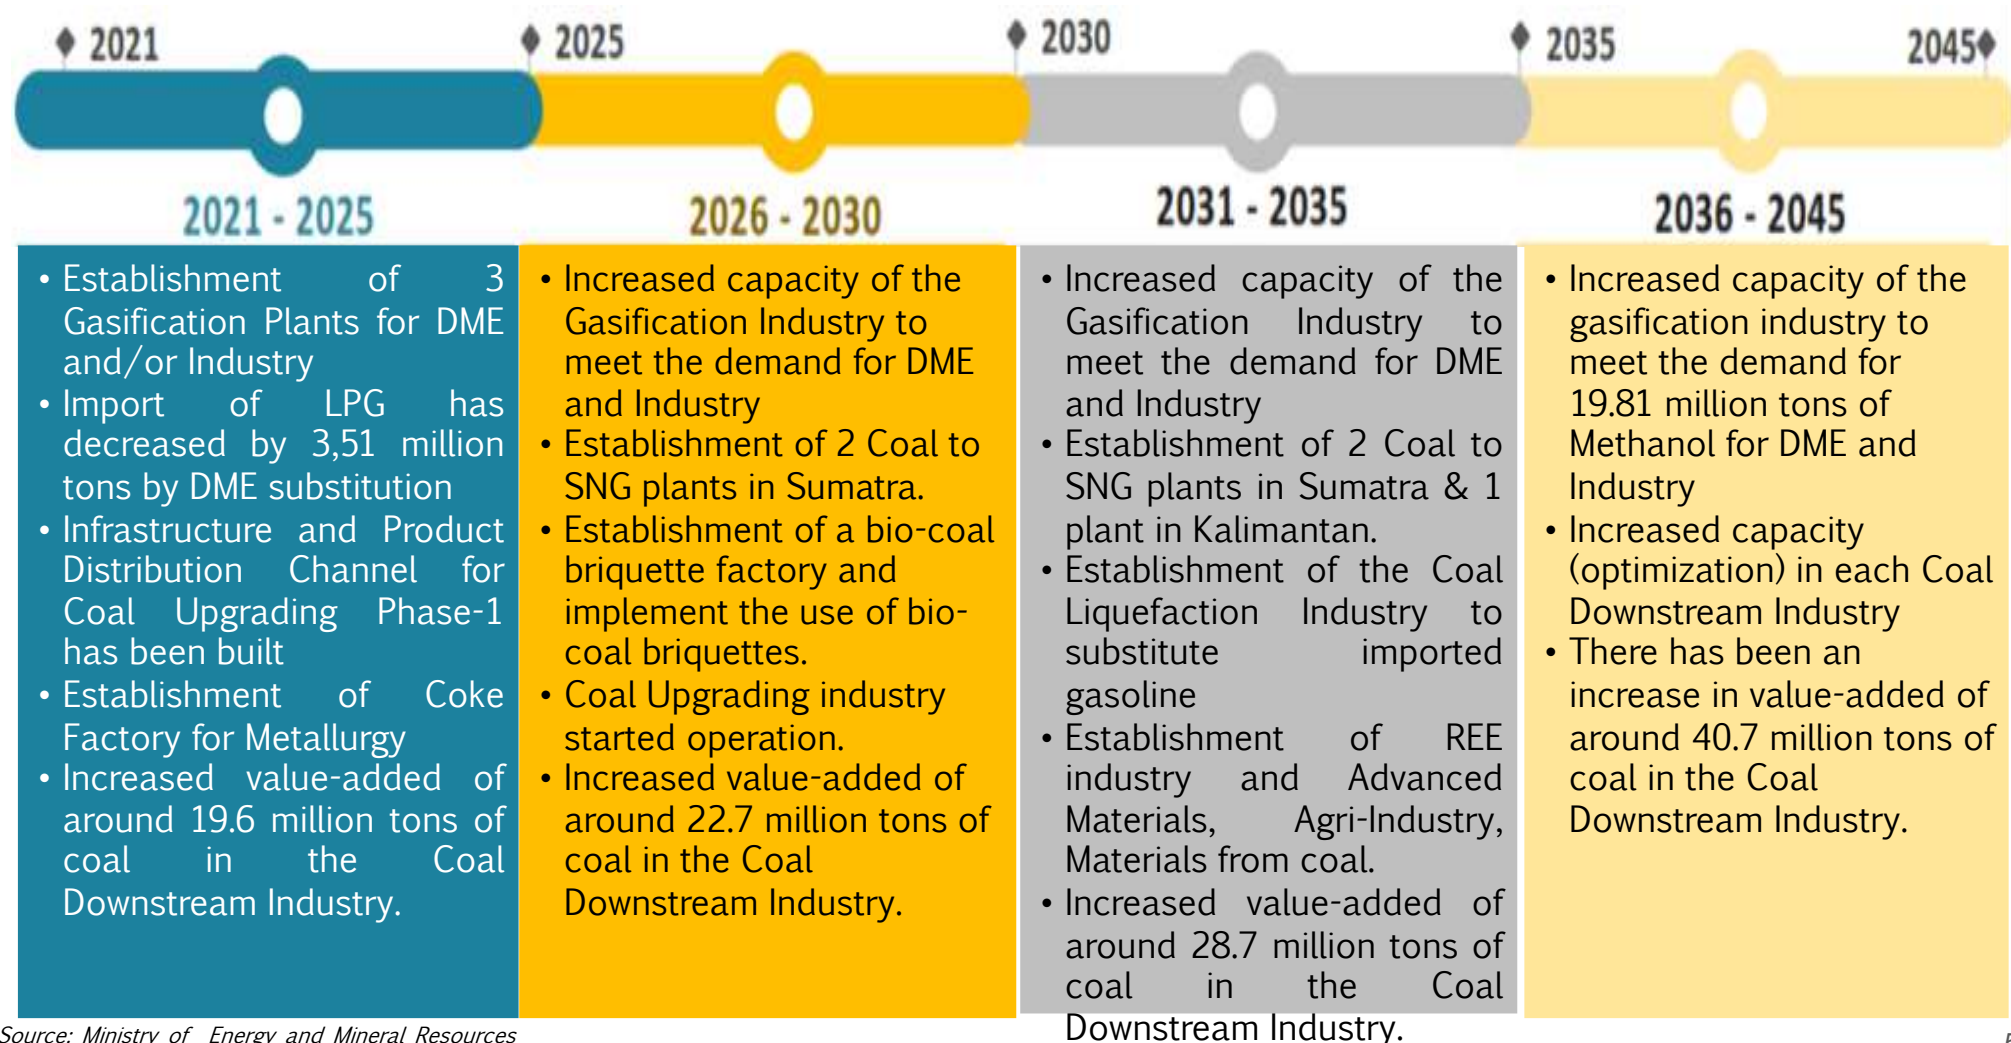 2021
2025
2030
2035
2045
2021 - 2025
2026 - 2030
2031 - 2035
2036 - 2045
• Establishment of 3
Gasification Plants for DME
and/or Industry
• Import of LPG has
decreased by 3,51 million
tons by DME substitution
• Infrastructure and Product
Distribution Channel for
Coal Upgrading Phase-1
has been built
• Establishment of Coke
Factory for Metallurgy
• Increased value-added of
around 19.6 million tons of
coal in the Coal
Downstream Industry.
• Increased capacity of the
Gasification Industry to
meet the demand for DME
and Industry
• Establishment of 2 Coal to
SNG plants in Sumatra.
• Establishment of a bio-coal
briquette factory and
implement the use of bio-
coal briquettes.
• Coal Upgrading industry
started operation.
• Increased value-added of
around 22.7 million tons of
coal in the Coal
Downstream Industry.
• Increased capacity of the
Gasification Industry to
meet the demand for DME
and Industry
• Establishment of 2 Coal to
SNG plants in Sumatra & 1
plant in Kalimantan.
• Establishment of the Coal
Liquefaction Industry to
substitute imported
gasoline
• Establishment of REE
industry and Advanced
Materials, Agri-Industry,
Materials from coal.
• Increased value-added of
around 28.7 million tons of
coal in the Coal
Downstream Industry.
• Increased capacity of the
gasification industry to
meet the demand for
19.81 million tons of
Methanol for DME and
Industry
• Increased capacity
(optimization) in each Coal
Downstream Industry
• There has been an
increase in value-added of
around 40.7 million tons of
coal in the Coal
Downstream Industry.
Source: Ministry of Energy and Mineral Resources